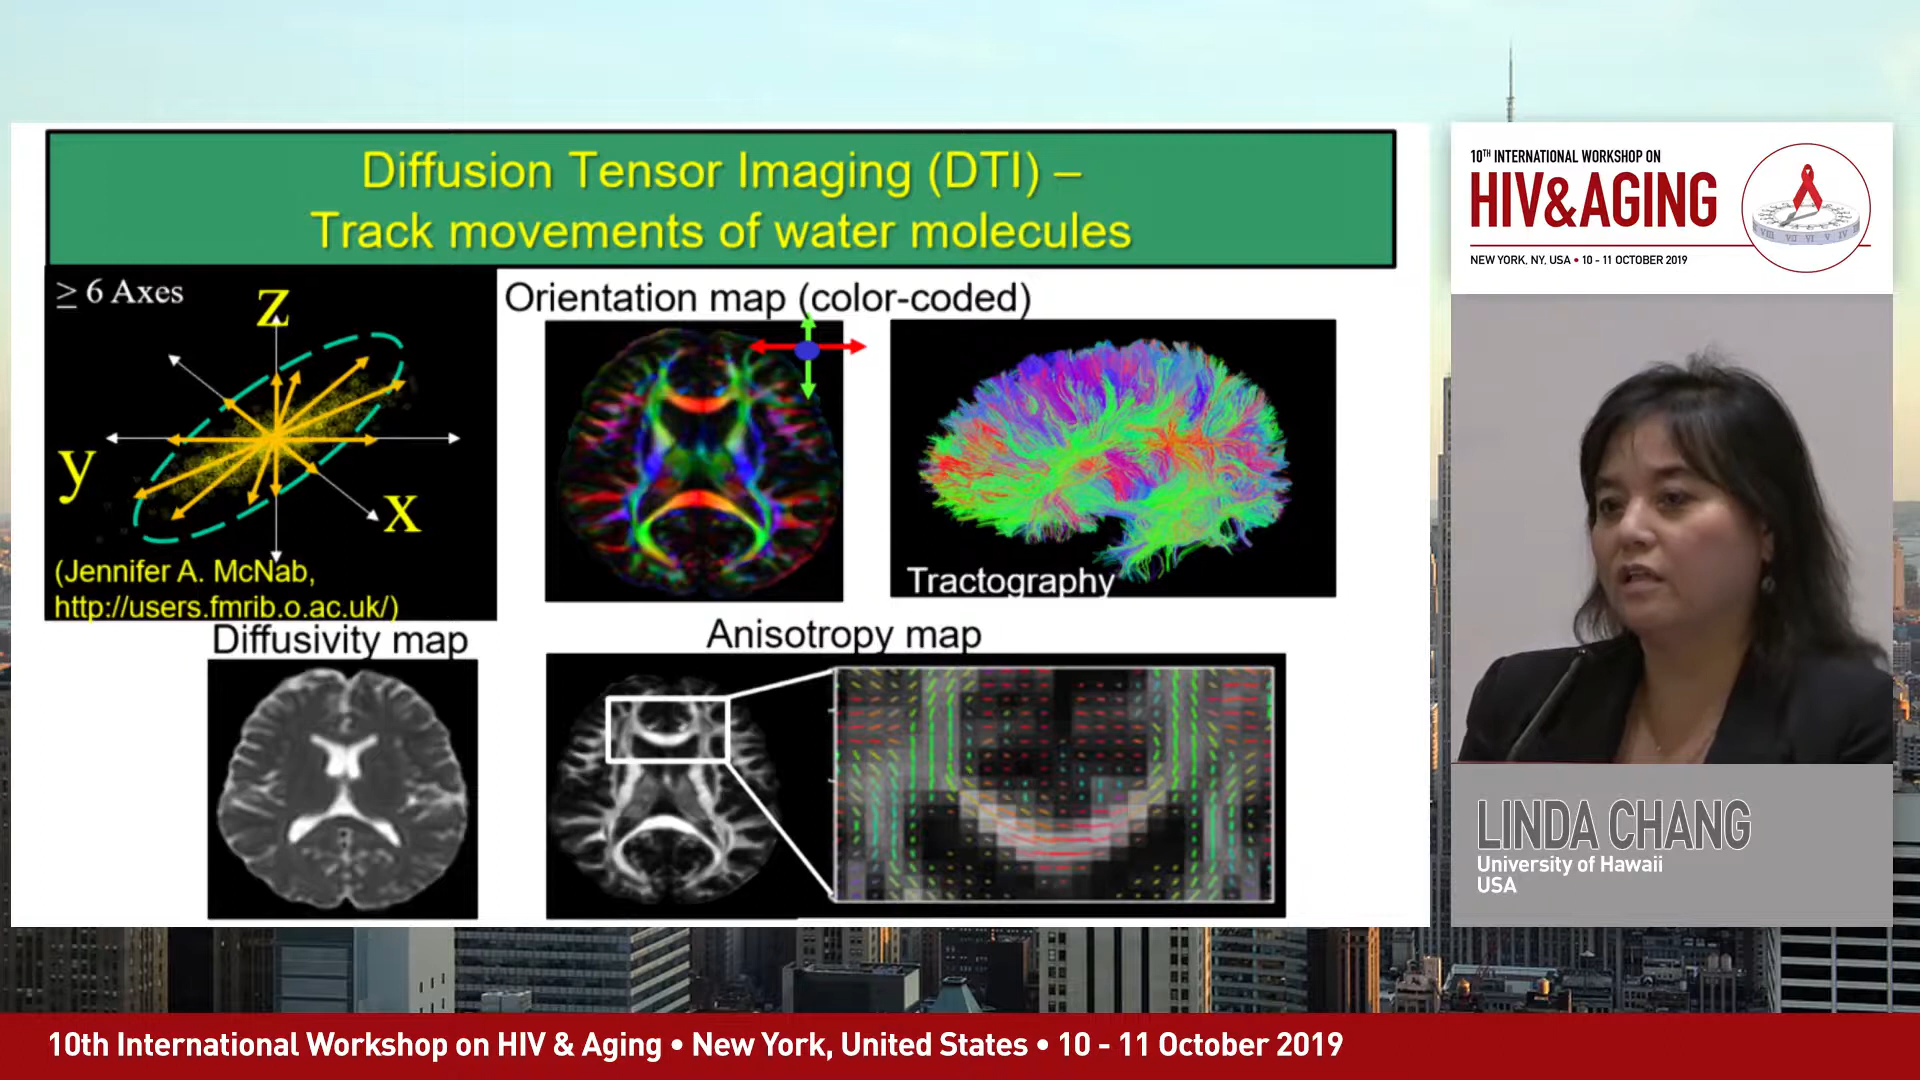 Diffusion Tensor Imaging (DTI) –
Track movements of water molecules
≥ 6 Axes
z
y
x
(Jennifer A. McNab,
http://users.fmrib.o.ac.uk/)
Orientation map (color-coded)
Tractography
Diffusivity map
Anisotropy map
10TH INTERNATIONAL WORKSHOP ON
HIV&AGING
NEW YORK, NY, USA • 10 - 11 OCTOBER 2019
LINDA CHANG
University of Hawaii
USA
10th International Workshop on HIV & Aging • New York, United States • 10 - 11 October 2019